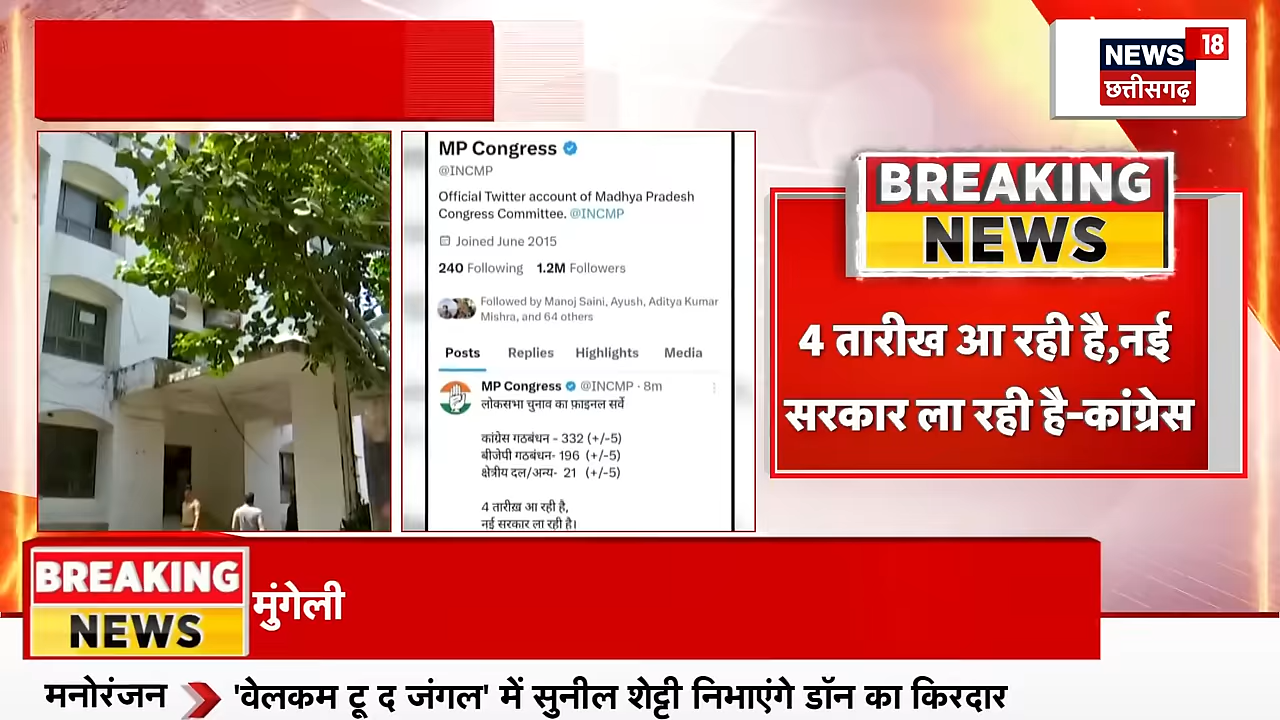 NEWS 18
छत्तीसगढ़
MP Congress
@INCMP
Official Twitter account of Madhya Pradesh
Congress Committee. @INCMP
Joined June 2015
240 Following 1.2M Followers
Followed by Manoj Saini, Ayush, Aditya Kumar
Mishra, and 64 others
Posts Replies Highlights Media
MP Congress @INCMP · 8m
लोकसभा चुनाव का फ़ाइनल सर्वे
कांग्रेस गठबंधन - 332 (+/-5)
बीजेपी गठबंधन- 196 (+/-5)
क्षेत्रीय दल/अन्य- 21 (+/-5)
4 तारीख़ आ रही है,
नई सरकार ला रही है।
BREAKING
NEWS
4 तारीख आ रही है,नई
सरकार ला रही है-कांग्रेस
BREAKING
NEWS
मुंगेली
मनोरंजन 'वेलकम टू द जंगल' में सुनील शेट्टी निभाएंगे डॉन का किरदार